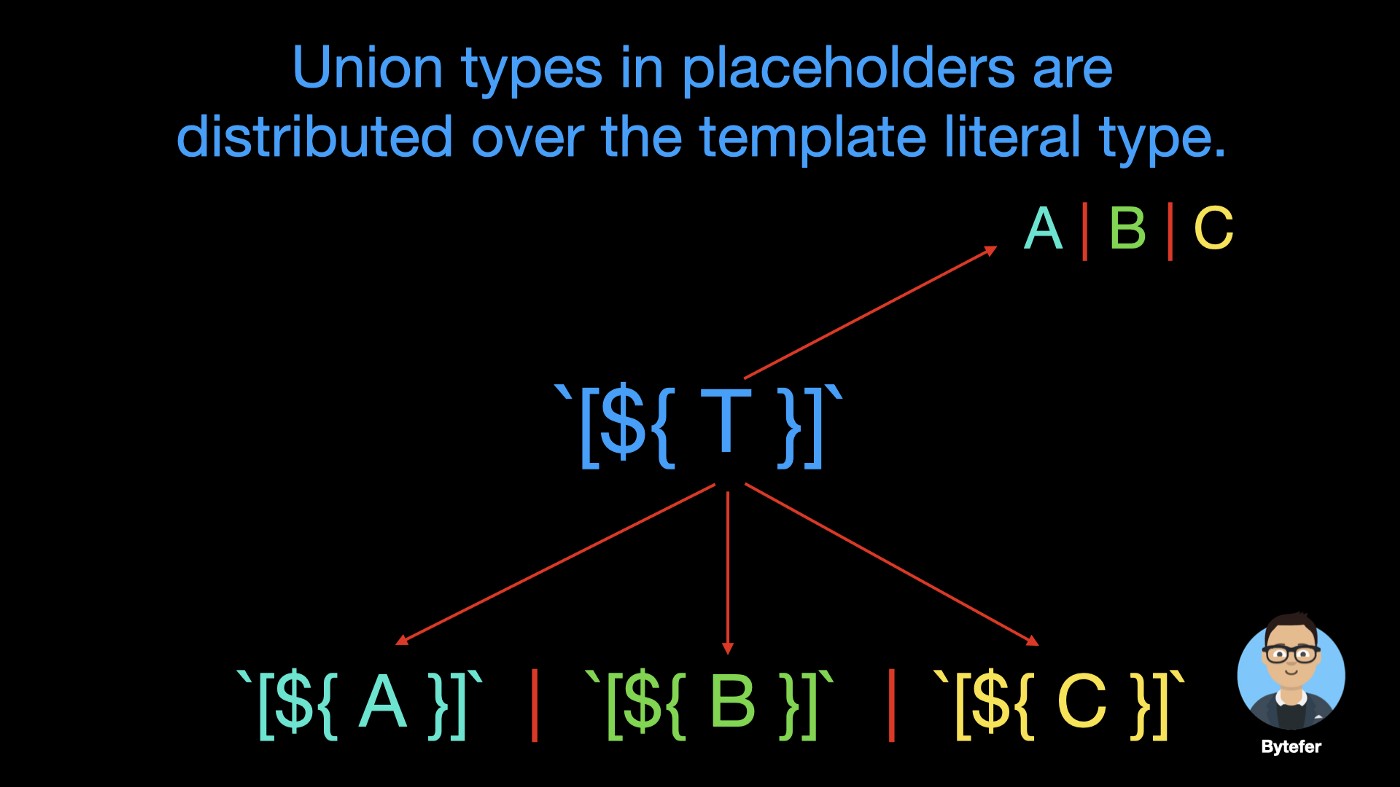 Union types in placeholders are
distributed over the template literal type.
A | B | C
`[${ T }]`
`[${ A }]` | `[${ B }]` | `[${ C }]`
Bytefer